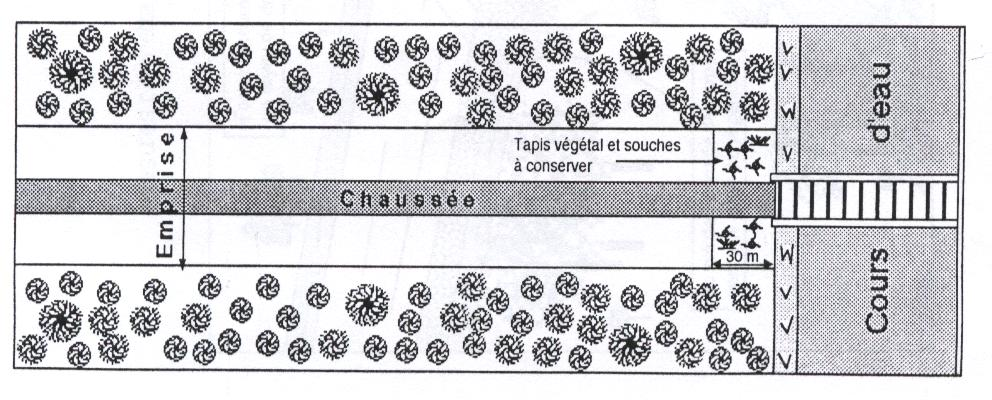 Tapis végétal et souches
à conserver
Emprise
Chaussée
30 m
Cours
d'eau